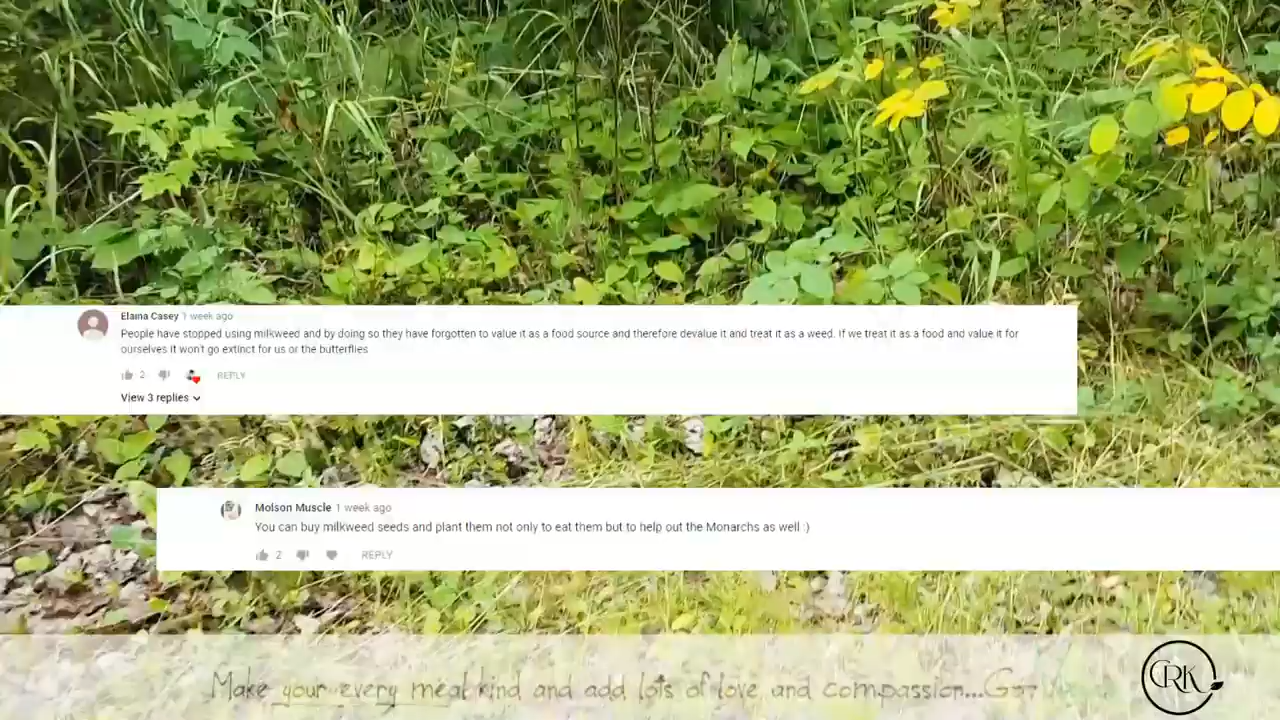 Elaina Casey 1 week ago
People have stopped using milkweed and by doing so they have forgotten to value it as a food source and therefore devalue it and treat it as a weed. If we treat it as a food and value it for
ourselves it won't go extinct for us or the butterflies
2 REPLY
View 3 replies
Molson Muscle 1 week ago
You can buy milkweed seeds and plant them not only to eat them but to help out the Monarchs as well :)
2 REPLY
Make your every meal kind and add lots of love and compassion...
CRK